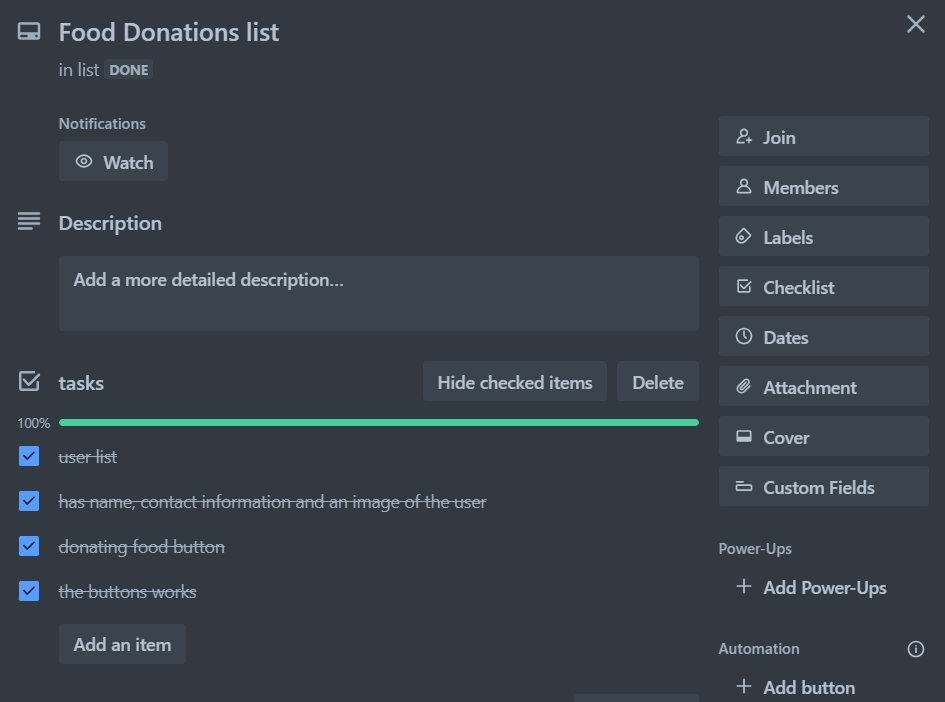 Food Donations list
in list DONE
Notifications
Watch
Description
Add a more detailed description...
tasks
Hide checked items
Delete
100%
user list
has name, contact information and an image of the user
donating food button
the buttons works
Add an item
Join
Members
Labels
Checklist
Dates
Attachment
Cover
Custom Fields
Power-Ups
Add Power-Ups
Automation
Add button